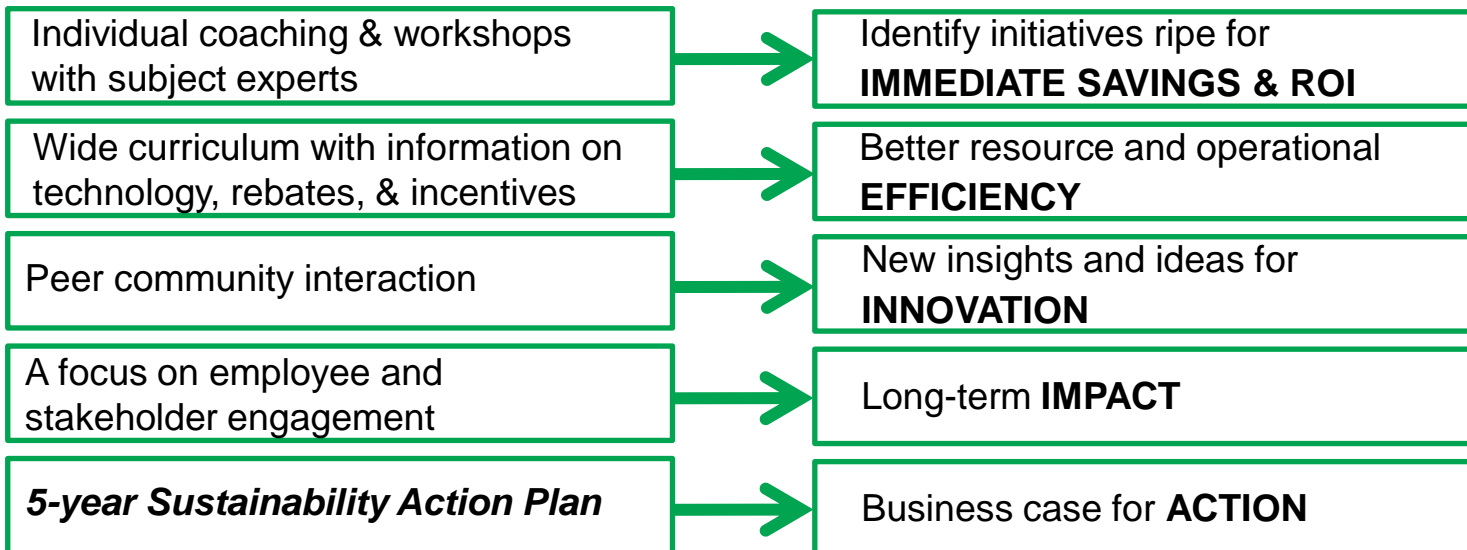 Individual coaching & workshops
with subject experts
Identify initiatives ripe for
IMMEDIATE SAVINGS & ROI
Wide curriculum with information on
technology, rebates, & incentives
Better resource and operational
EFFICIENCY
Peer community interaction
New insights and ideas for
INNOVATION
A focus on employee and
stakeholder engagement
Long-term IMPACT
5-year Sustainability Action Plan
Business case for ACTION